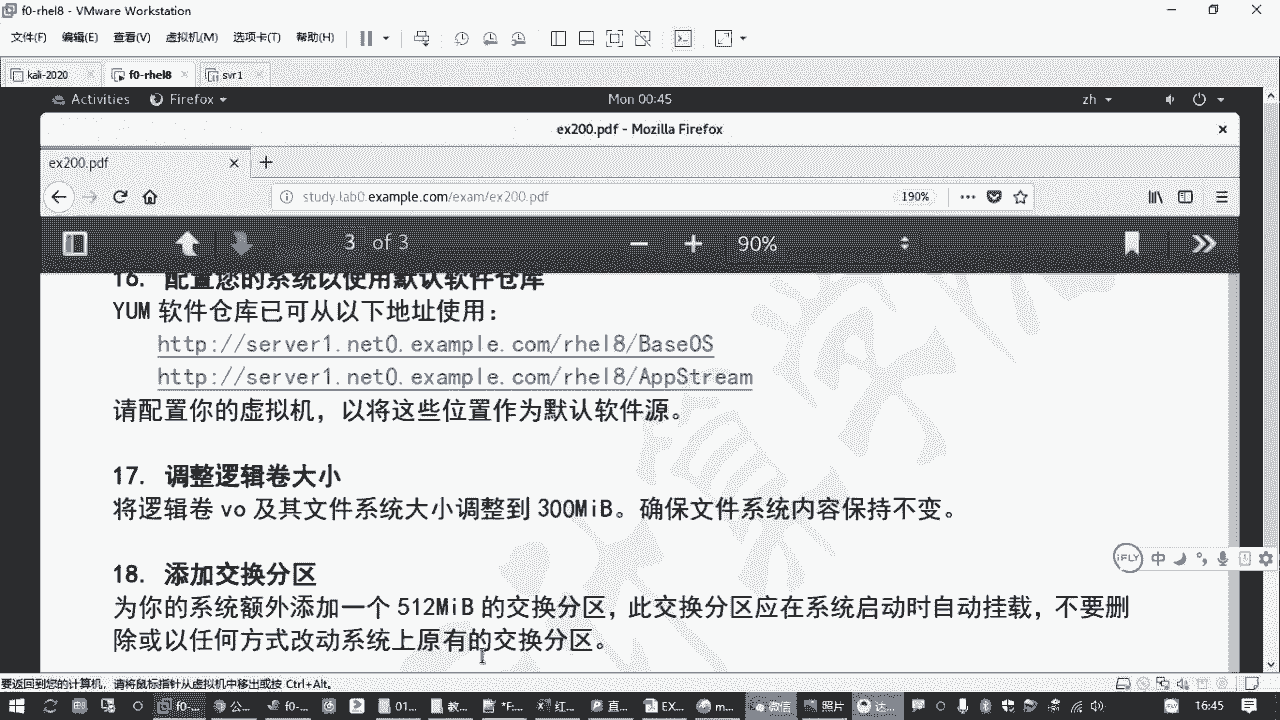 f0-rhel8 - VMware Workstation
文件(F) 编辑(E) 查看(V) 虚拟机(M) 选项卡(T) 帮助(H)
kali-2020 f0-rhel8 svr1
Activities Firefox Mon 00:45 zh
ex200.pdf - Mozilla Firefox
ex200.pdf
study.lab0.example.com/exam/ex200.pdf 190%
3 of 3 90%
16. 配置您的系统以使用默认软件仓库
YUM 软件仓库已可从以下地址使用：
http://server1.net0.example.com/rhel8/BaseOS
http://server1.net0.example.com/rhel8/AppStream
请配置你的虚拟机，以将这些位置作为默认软件源。
17. 调整逻辑卷大小
将逻辑卷 vo 及其文件系统大小调整到 300MiB。确保文件系统内容保持不变。
iFLY 中
18. 添加交换分区
为你的系统额外添加一个 512MiB 的交换分区，此交换分区应在系统启动时自动挂载，不要删
除或以任何方式改动系统上原有的交换分区。
要返回到您的计算机，请将鼠标指针从虚拟机中移出或按 Ctrl+Alt。
f0-... 公... f0-r... 01... 教... *F... 红... 直... EX... m... 微信 照片 达... 16:45